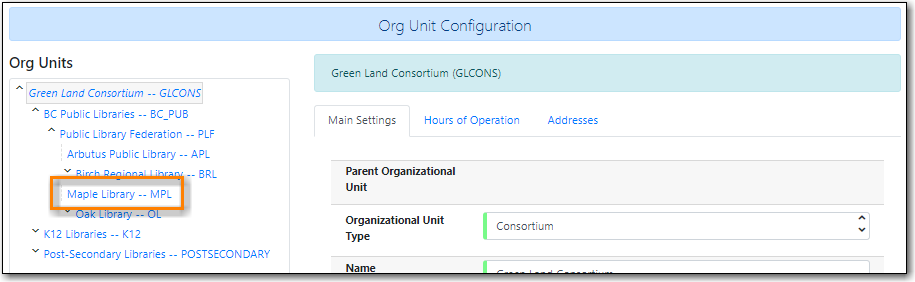 Org Unit Configuration
Org Units
Green Land Consortium -- GLCONS
BC Public Libraries -- BC_PUB
Public Library Federation -- PLF
Arbutus Public Library -- APL
Birch Regional Library -- BRL
Maple Library -- MPL
Oak Library -- OL
K12 Libraries -- K12
Post-Secondary Libraries -- POSTSECONDARY
Green Land Consortium (GLCONS)
Main Settings Hours of Operation Addresses
Parent Organizational
Unit
Organizational Unit
Type
Consortium
Name
Green Land Consortium